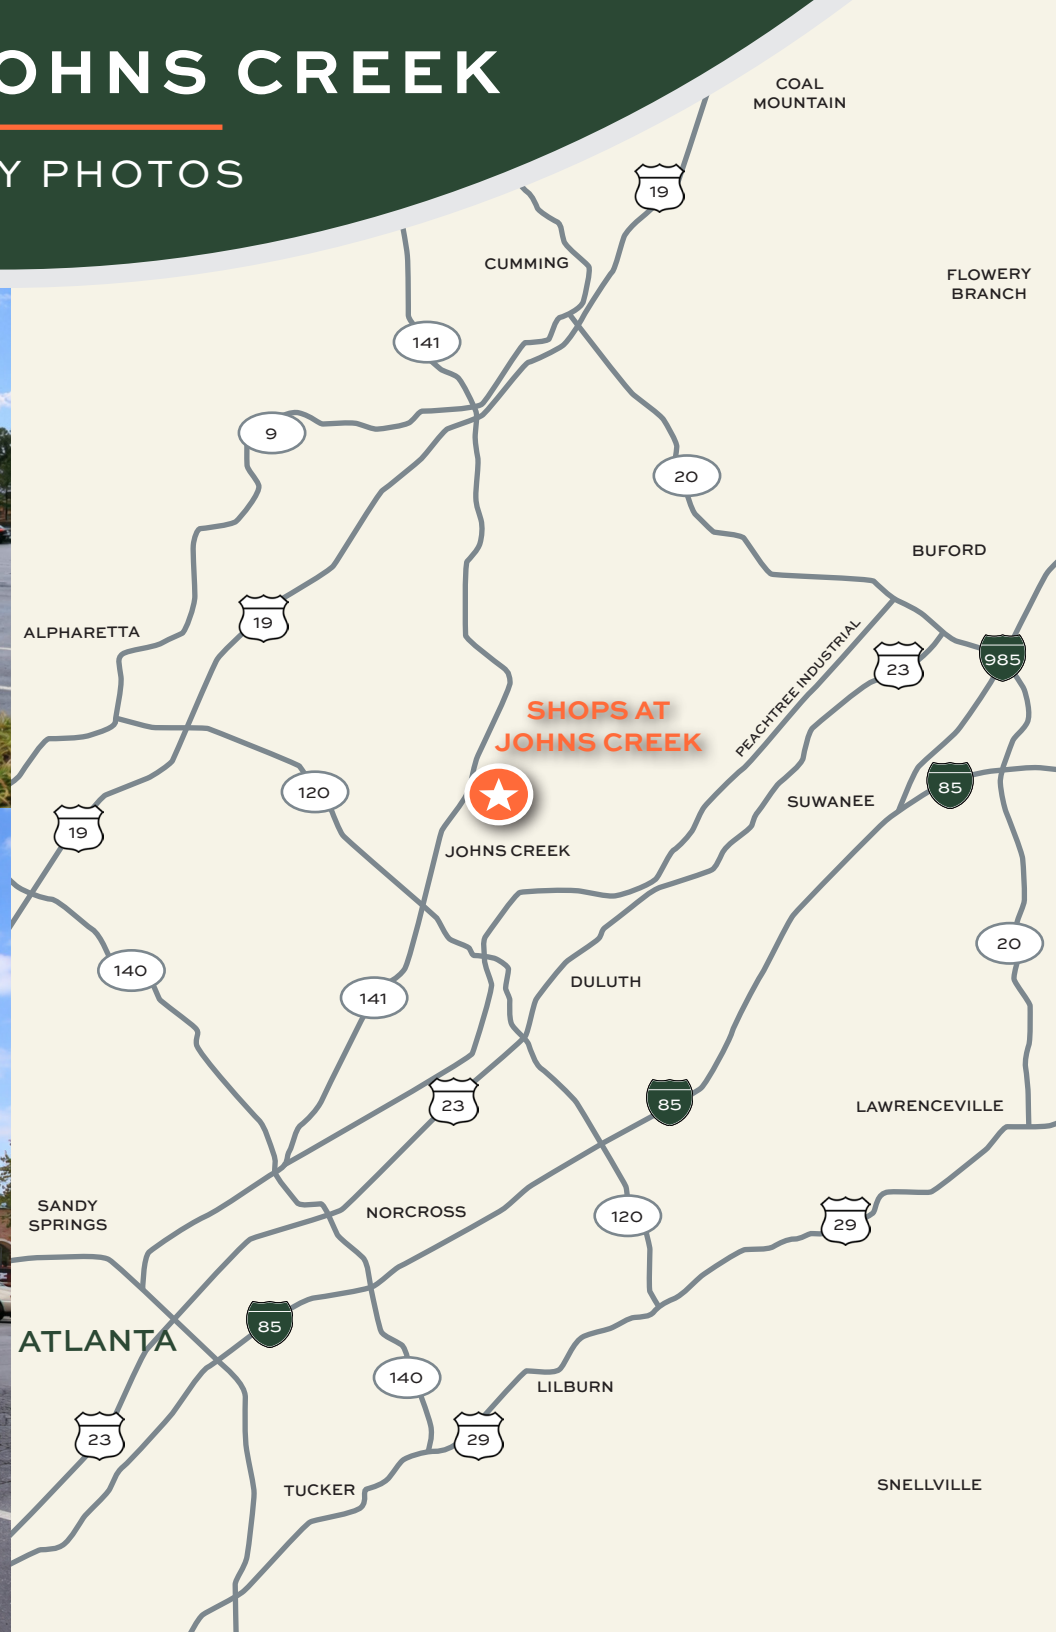 OHNS CREEK
Y PHOTOS
COAL
MOUNTAIN
19
CUMMING
FLOWERY
BRANCH
141
9
20
BUFORD
19
ALPHARETTA
PEACHTREE INDUSTRIAL
23
985
SHOPS AT
JOHNS CREEK
120
85
SUWANEE
19
JOHNS CREEK
20
140
DULUTH
141
23
85
LAWRENCEVILLE
SANDY
SPRINGS
NORCROSS
120
29
85
ATLANTA
140
LILBURN
23
29
TUCKER
SNELLVILLE